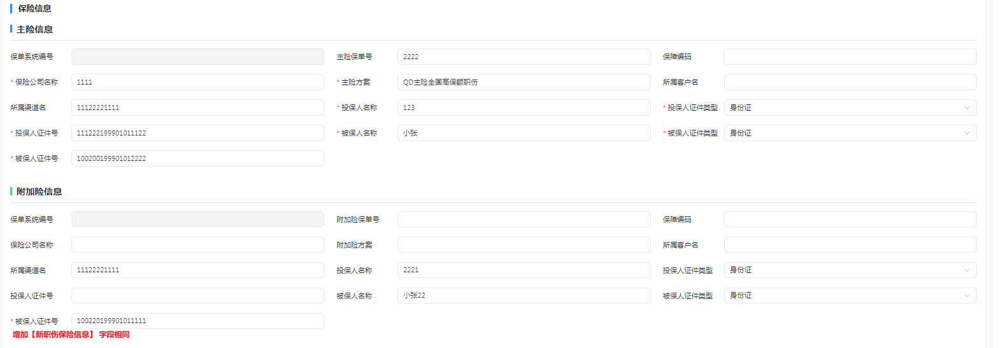 保险信息
主险信息
保单系统编号 主险保单号 2222 保障编码
* 保险公司名称 1111 * 主险方案 QD主险全国高保额职伤 所属客户名
所属渠道名 11122221111 * 投保人名称 123 * 投保人证件类型 身份证
* 投保人证件号 111222199901011122 * 被保人名称 小张 * 被保人证件类型 身份证
* 被保人证件号 100200199901012222
附加险信息
保单系统编号 附加险保单号 保障编码
保险公司名称 附加险方案 所属客户名
所属渠道名 11122221111 投保人名称 2221 投保人证件类型 身份证
投保人证件号 被保人名称 小张22 被保人证件类型 身份证
* 被保人证件号 100220199901011111
增加【新职伤保险信息】 字段相同